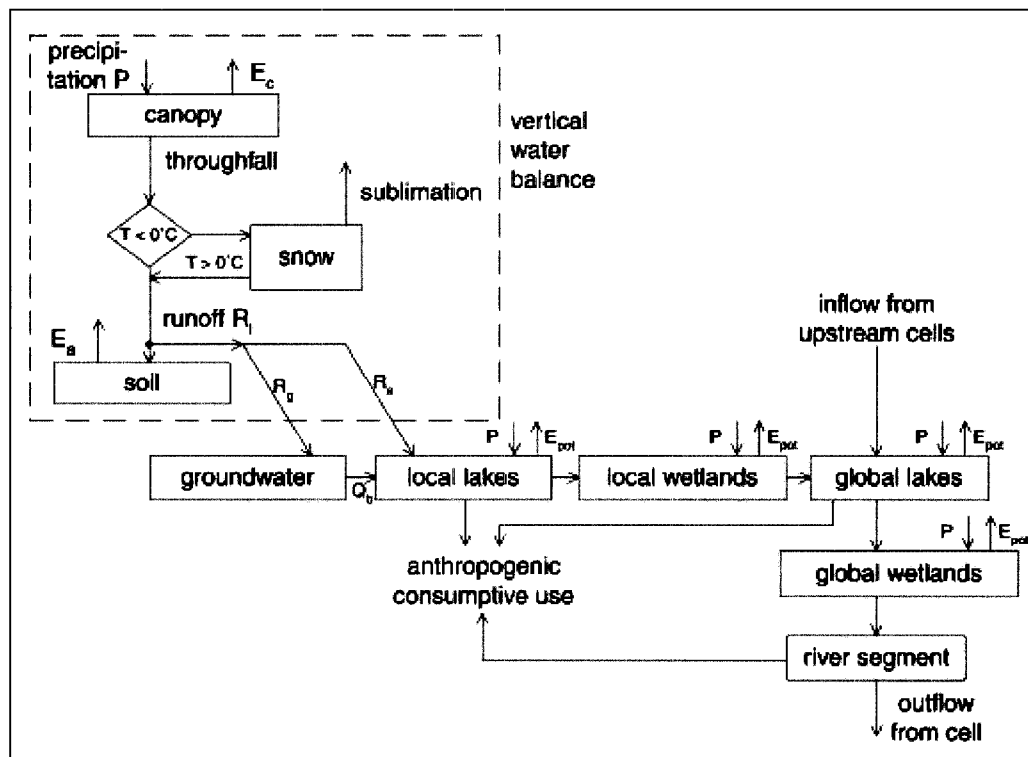 precipi-
tation P
E_c
canopy
throughfall
vertical
water
balance
sublimation
T < 0°C
snow
T > 0°C
inflow from
upstream cells
runoff R_l
E_a
soil
R_g
R_s
P
E_pot
P
E_pot
P
E_pot
groundwater
Q_b
local lakes
local wetlands
global lakes
P
E_pot
anthropogenic
consumptive use
global wetlands
river segment
outflow
from cell